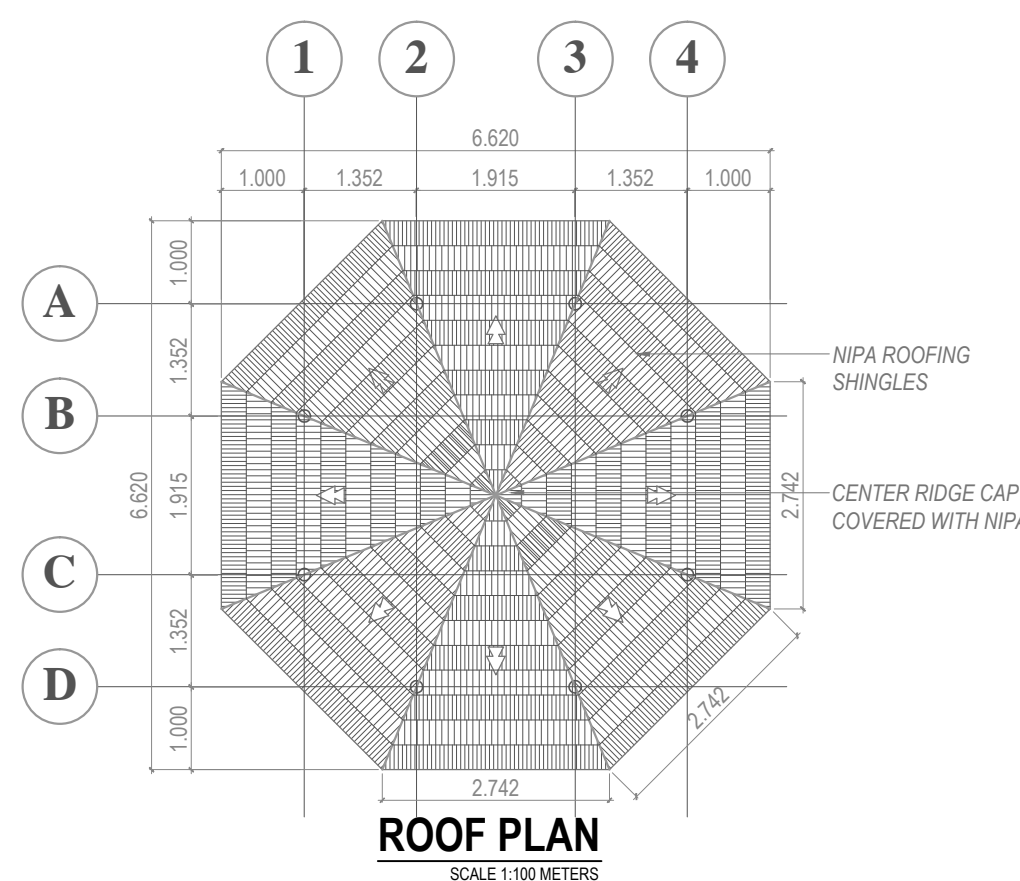 1
2
3
4
6.620
1.000
1.352
1.915
1.352
1.000
A
B
C
D
6.620
1.000
1.352
1.915
1.352
1.000
NIPA ROOFING
SHINGLES
CENTER RIDGE CAP
COVERED WITH NIPA
2.742
2.742
2.742
ROOF PLAN
SCALE 1:100 METERS